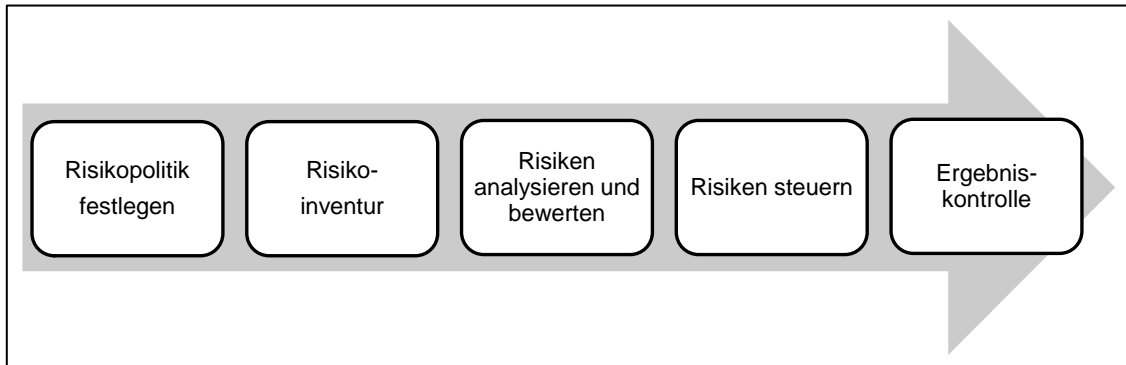 Risikopolitik
festlegen
Risiko-
inventur
Risiken
analysieren und
bewerten
Risiken steuern
Ergebnis-
kontrolle